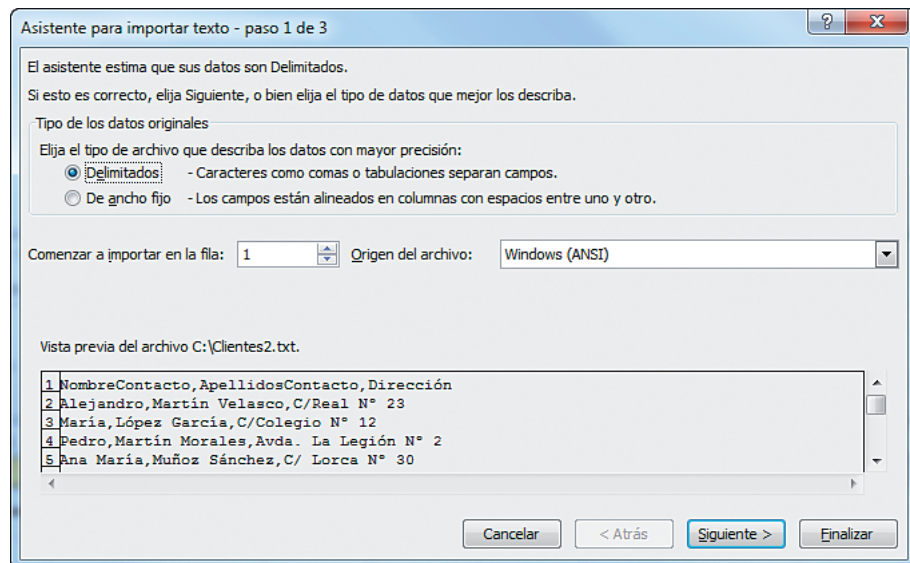 Asistente para importar texto - paso 1 de 3
El asistente estima que sus datos son Delimitados.
Si esto es correcto, elija Siguiente, o bien elija el tipo de datos que mejor los describa.
Tipo de los datos originales
Elija el tipo de archivo que describa los datos con mayor precisión:
Delimitados - Caracteres como comas o tabulaciones separan campos.
De ancho fijo - Los campos están alineados en columnas con espacios entre uno y otro.
Comenzar a importar en la fila: 1 Origen del archivo: Windows (ANSI)
Vista previa del archivo C:\Clientes2.txt.
1 NombreContacto,ApellidosContacto,Dirección
2 Alejandro,Martín Velasco,C/Real Nº 23
3 María,López García,C/Colegio Nº 12
4 Pedro,Martín Morales,Avda. La Legión Nº 2
5 Ana María,Muñoz Sánchez,C/ Lorca Nº 30
Cancelar < Atrás Siguiente > Finalizar